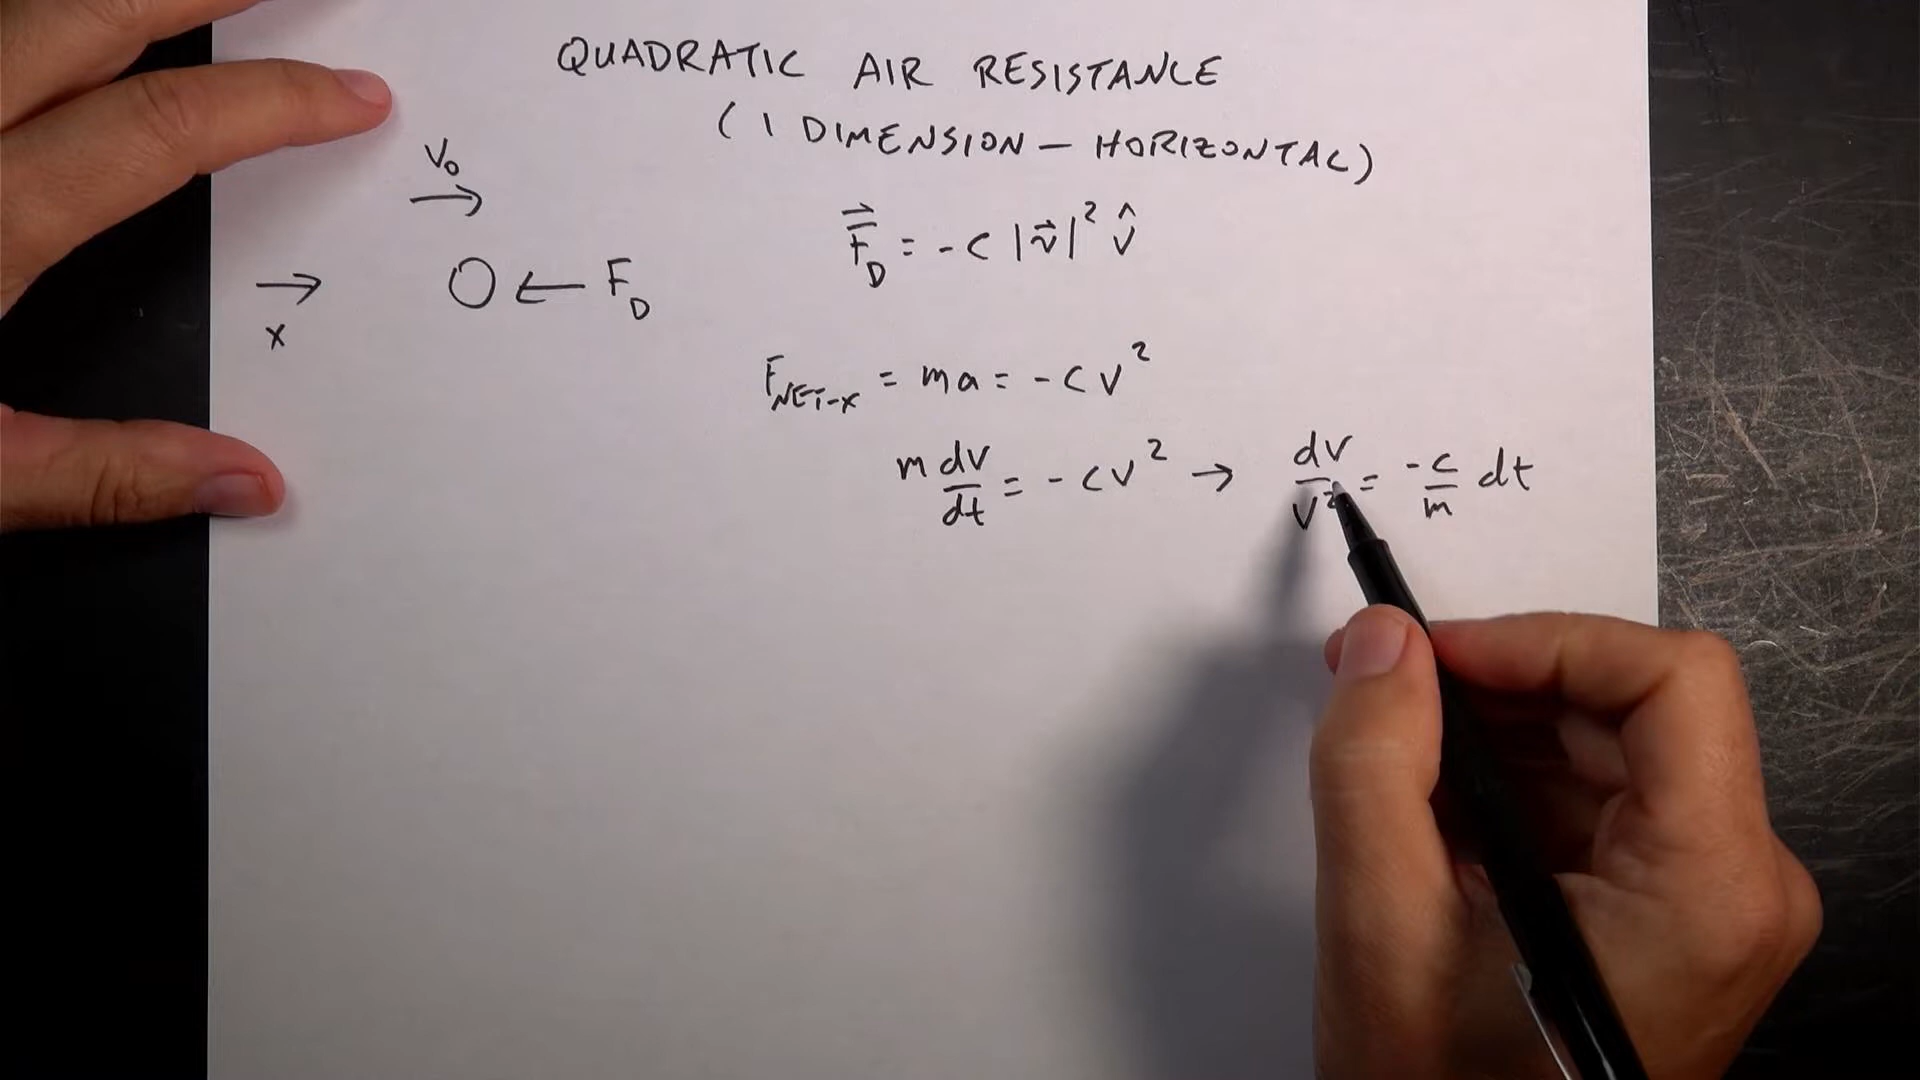 QUADRATIC AIR RESISTANCE
(1 DIMENSION — HORIZONTAL)
V₀
→
→ x
O ← F_D
F⃗_D = -c |v⃗|² v̂
F_NET-x = ma = -cv²
m dv/dt = -cv² → dv/v² = -c/m dt